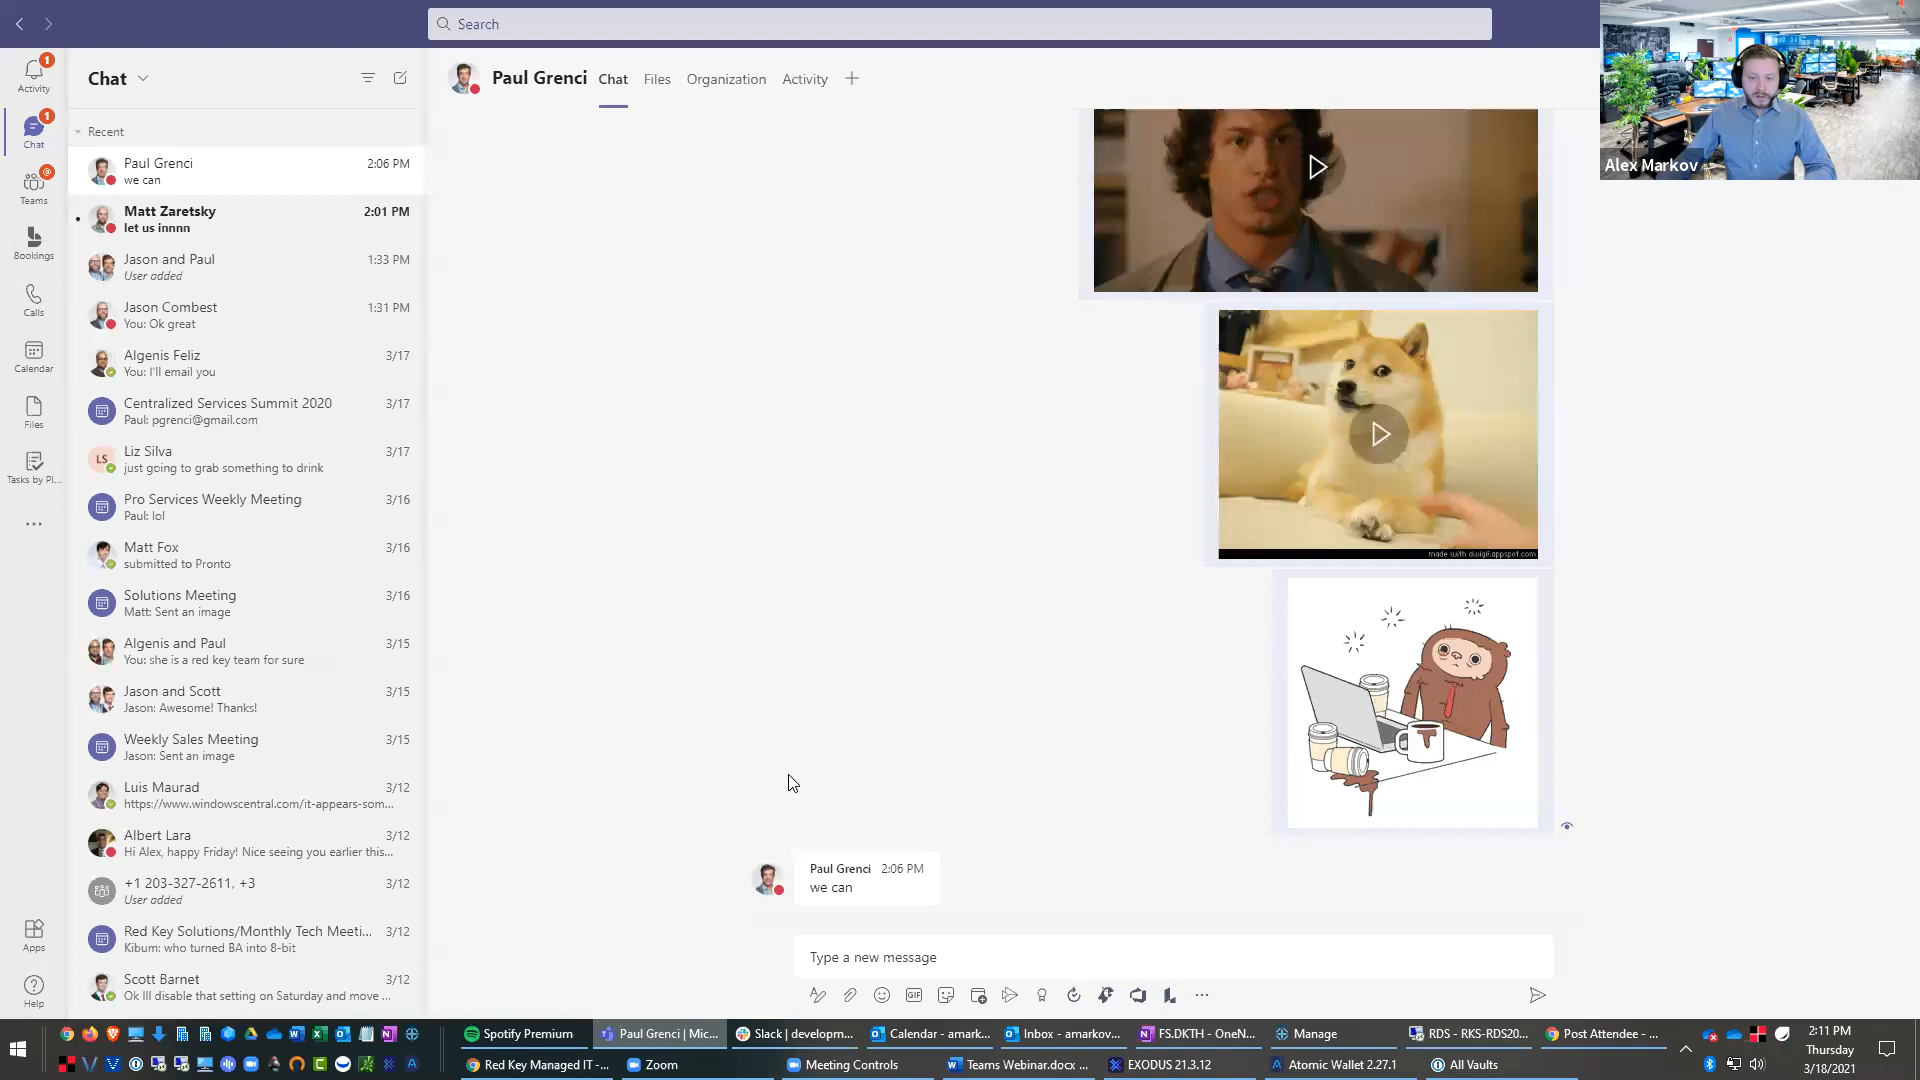 Search
Alex Markov
Activity
1
Chat
1
Teams
@
Bookings
Calls
Calendar
Files
Tasks by Pl...
Apps
Help
Chat
Recent
Paul Grenci 2:06 PM
we can
Matt Zaretsky 2:01 PM
let us innnn
Jason and Paul 1:33 PM
User added
Jason Combest 1:31 PM
You: Ok great
Algenis Feliz 3/17
You: I'll email you
Centralized Services Summit 2020 3/17
Paul: pgrenci@gmail.com
LS
Liz Silva 3/17
just going to grab something to drink
Pro Services Weekly Meeting 3/16
Paul: lol
Matt Fox 3/16
submitted to Pronto
Solutions Meeting 3/16
Matt: Sent an image
Algenis and Paul 3/15
You: she is a red key team for sure
Jason and Scott 3/15
Jason: Awesome! Thanks!
Weekly Sales Meeting 3/15
Jason: Sent an image
Luis Maurad 3/12
https://www.windowscentral.com/it-appears-som...
Albert Lara 3/12
Hi Alex, happy Friday! Nice seeing you earlier this...
+1 203-327-2611, +3 3/12
User added
Red Key Solutions/Monthly Tech Meeti... 3/12
Kibum: who turned BA into 8-bit
Scott Barnet 3/12
Ok Ill disable that setting on Saturday and move ...
Paul Grenci Chat Files Organization Activity
made with dwigif.appspot.com
Paul Grenci 2:06 PM
we can
Type a new message
GIF
Spotify Premium
Paul Grenci | Mic...
Slack | developm...
Calendar - amark...
Inbox - amarkov...
FS.DKTH - OneN...
Manage
RDS - RKS-RDS20...
Post Attendee - ...
Red Key Managed IT -...
Zoom
Meeting Controls
Teams Webinar.docx ...
EXODUS 21.3.12
Atomic Wallet 2.27.1
All Vaults
2:11 PM
Thursday
3/18/2021